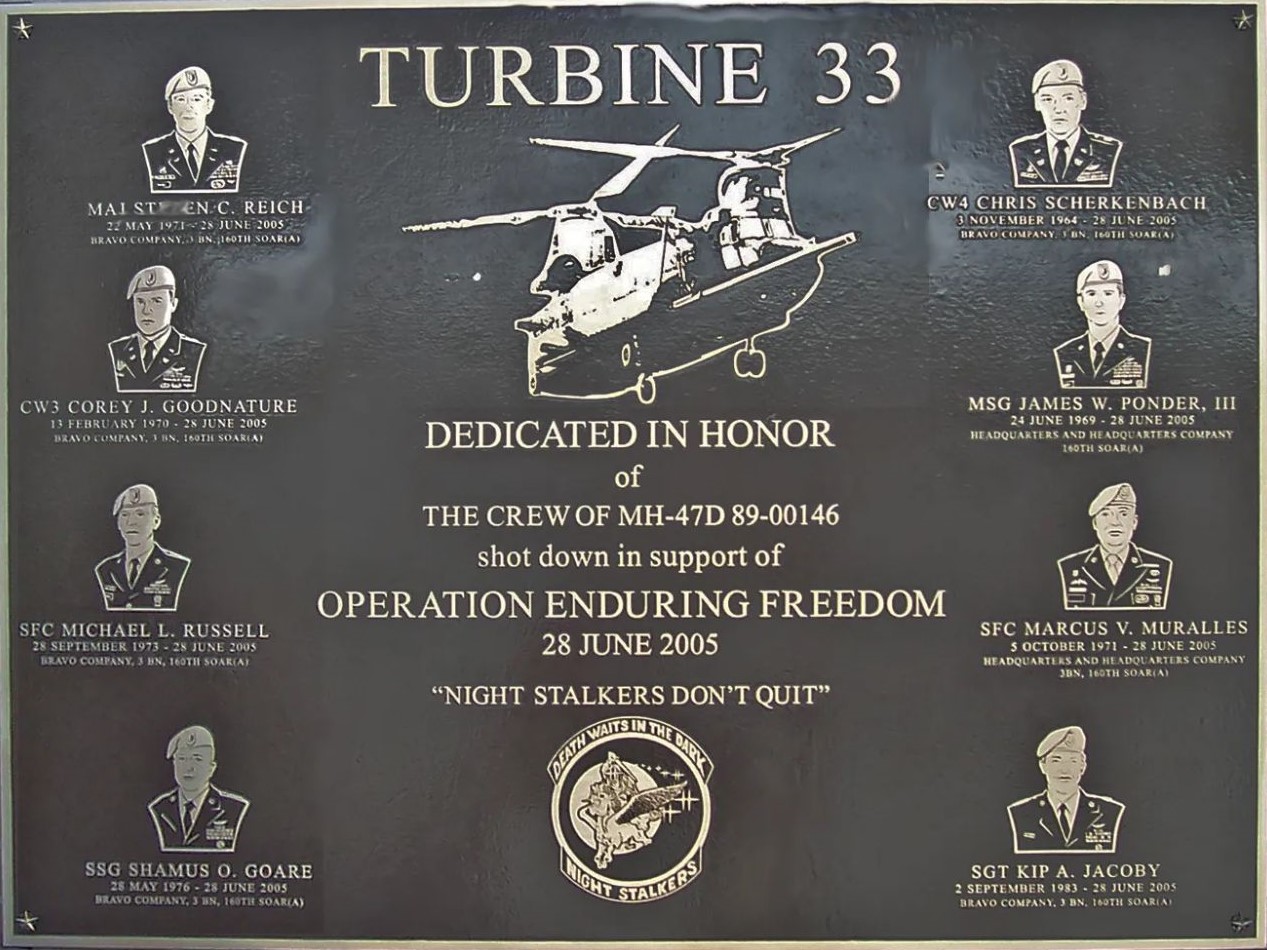 TURBINE 33
MAJ C. REICH
22 MAY 1971 - 28 JUNE 2005
BRAVO COMPANY, 3 BN, 160TH SOAR(A)
CW3 COREY J. GOODNATURE
13 FEBRUARY 1970 - 28 JUNE 2005
BRAVO COMPANY, 3 BN, 160TH SOAR(A)
SFC MICHAEL L. RUSSELL
28 SEPTEMBER 1973 - 28 JUNE 2005
BRAVO COMPANY, 3 BN, 160TH SOAR(A)
SSG SHAMUS O. GOARE
28 MAY 1976 - 28 JUNE 2005
BRAVO COMPANY, 3 BN, 160TH SOAR(A)
DEDICATED IN HONOR
of
THE CREW OF MH-47D 89-00146
shot down in support of
OPERATION ENDURING FREEDOM
28 JUNE 2005
“NIGHT STALKERS DON’T QUIT”
DEATH WAITS IN THE DARK
NIGHT STALKERS
CW4 CHRIS SCHERKENBACH
3 NOVEMBER 1964 - 28 JUNE 2005
BRAVO COMPANY, 3 BN, 160TH SOAR(A)
MSG JAMES W. PONDER, III
24 JUNE 1969 - 28 JUNE 2005
HEADQUARTERS AND HEADQUARTERS COMPANY
160TH SOAR(A)
SFC MARCUS V. MURALLES
5 OCTOBER 1971 - 28 JUNE 2005
HEADQUARTERS AND HEADQUARTERS COMPANY
3BN, 160TH SOAR(A)
SGT KIP A. JACOBY
2 SEPTEMBER 1983 - 28 JUNE 2005
BRAVO COMPANY, 3 BN, 160TH SOAR(A)